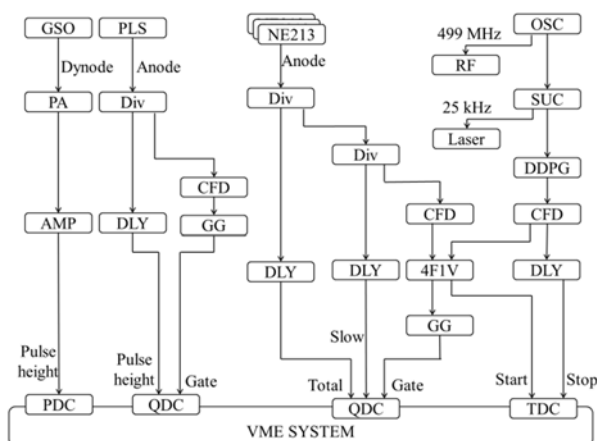 GSO
PLS
NE213
OSC
499 MHz
Dynode
Anode
Anode
RF
PA
Div
Div
25 kHz
SUC
Laser
Div
DDPG
CFD
CFD
CFD
AMP
DLY
GG
DLY
DLY
4F1V
DLY
Slow
GG
Pulse
height
Pulse
height
Gate
Total
Gate
Start
Stop
PDC
QDC
QDC
TDC
VME SYSTEM